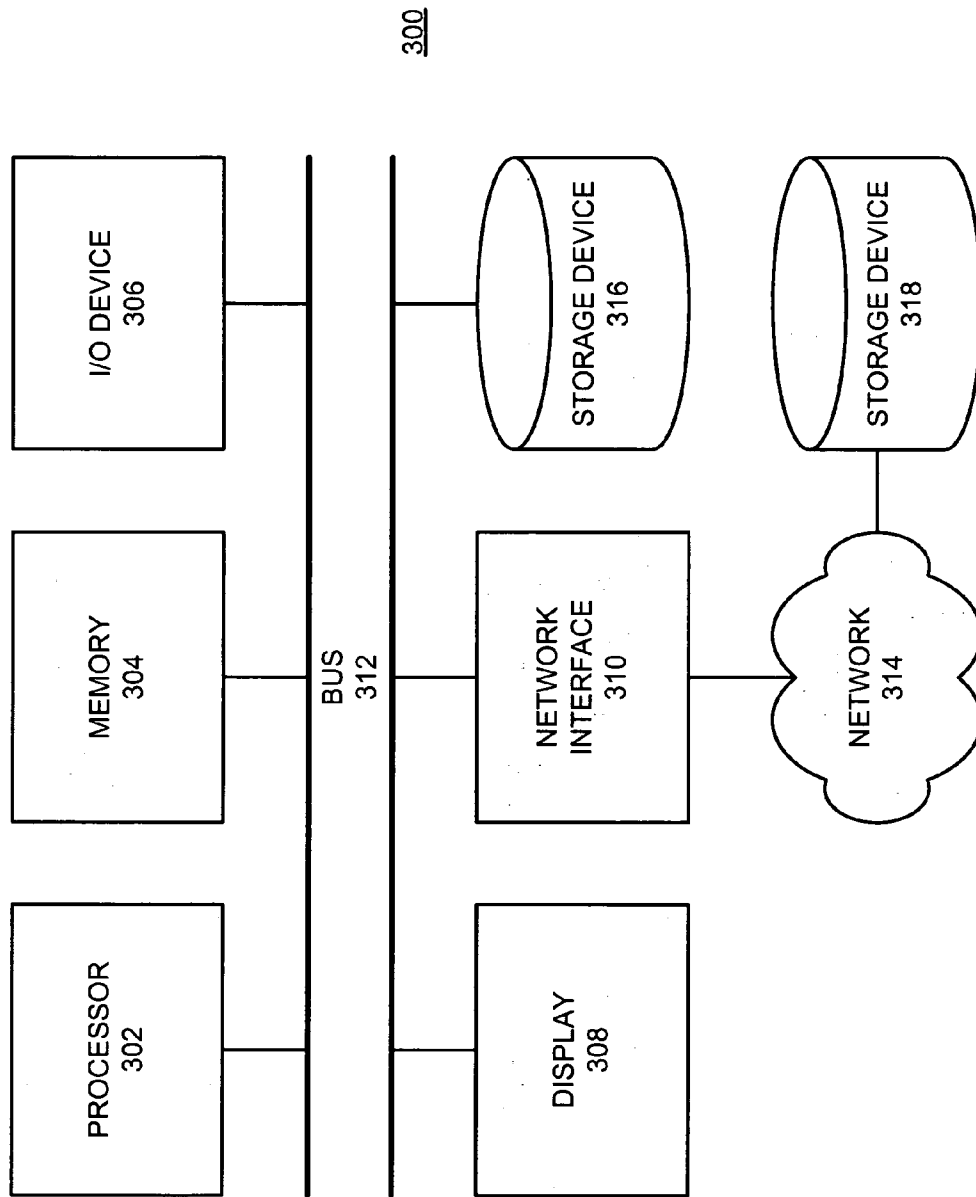 300
PROCESSOR
302
MEMORY
304
I/O DEVICE
306
BUS
312
DISPLAY
308
NETWORK
INTERFACE
310
STORAGE DEVICE
316
NETWORK
314
STORAGE DEVICE
318